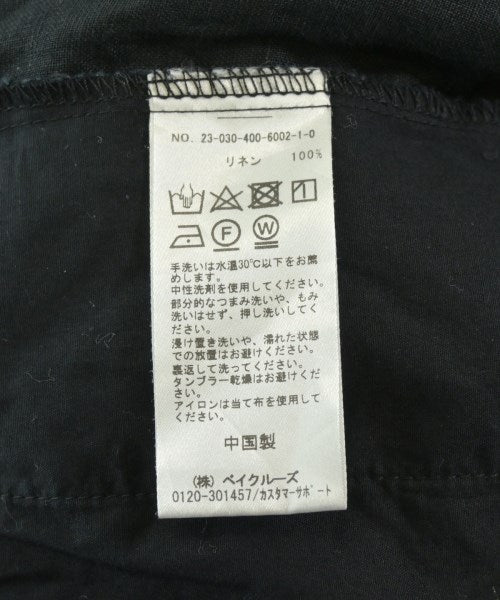 NO. 23-030-400-6002-1-0
リネン 100%
F
W
手洗いは水温30℃以下をお薦
めします。
中性洗剤を使用してください。
部分的なつまみ洗いや、もみ
洗いはせず、押し洗いしてく
ださい。
浸け置き洗いや、濡れた状態
での放置はお避けください。
裏返して洗ってください。
タンブラー乾燥はお避けくだ
さい。
アイロンは当て布を使用して
ください。
中国製
(株) ベイクルーズ
0120-301457/カスタマーサポート